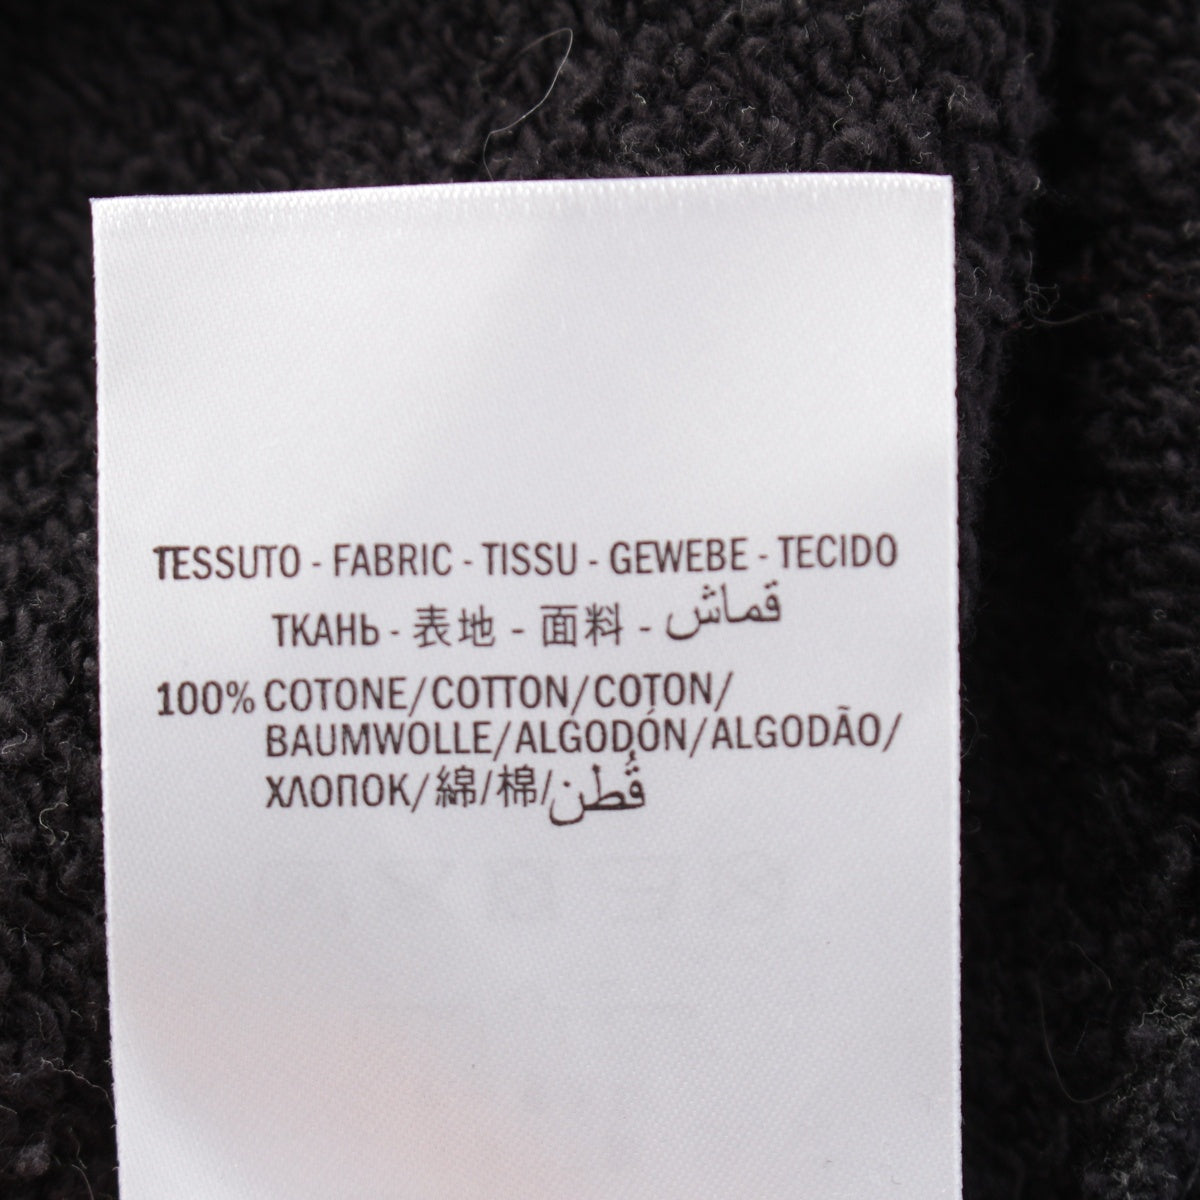 TESSUTO - FABRIC - TISSU - GEWEBE - TECIDO
ТКАНЬ - 表地 - 面料 - قماش
100% COTONE/COTTON/COTON/
BAUMWOLLE/ALGODÓN/ALGODÃO/
ХЛОПОК/綿/棉/قُطن